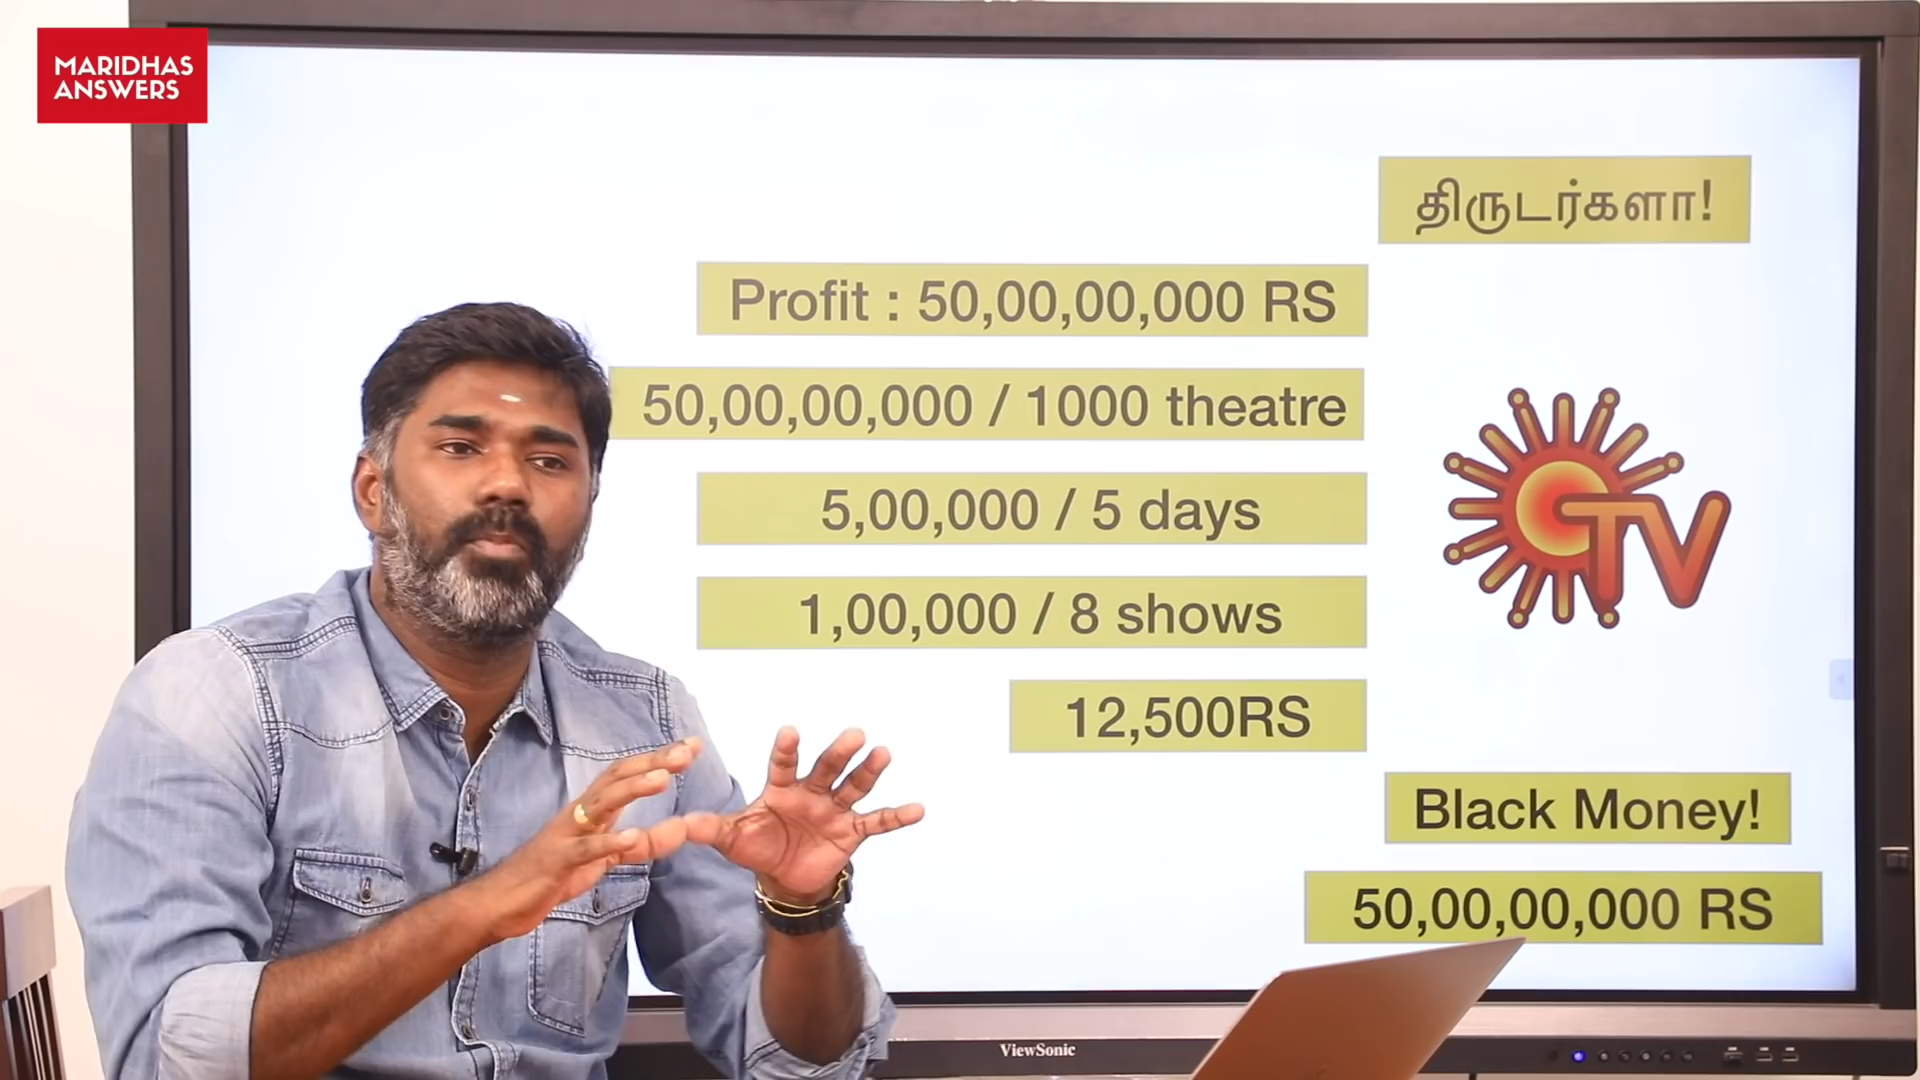 MARIDHAS
ANSWERS
திருடர்களா!
Profit : 50,00,00,000 RS
50,00,00,000 / 1000 theatre
5,00,000 / 5 days
1,00,000 / 8 shows
12,500RS
TV
Black Money!
50,00,00,000 RS
ViewSonic